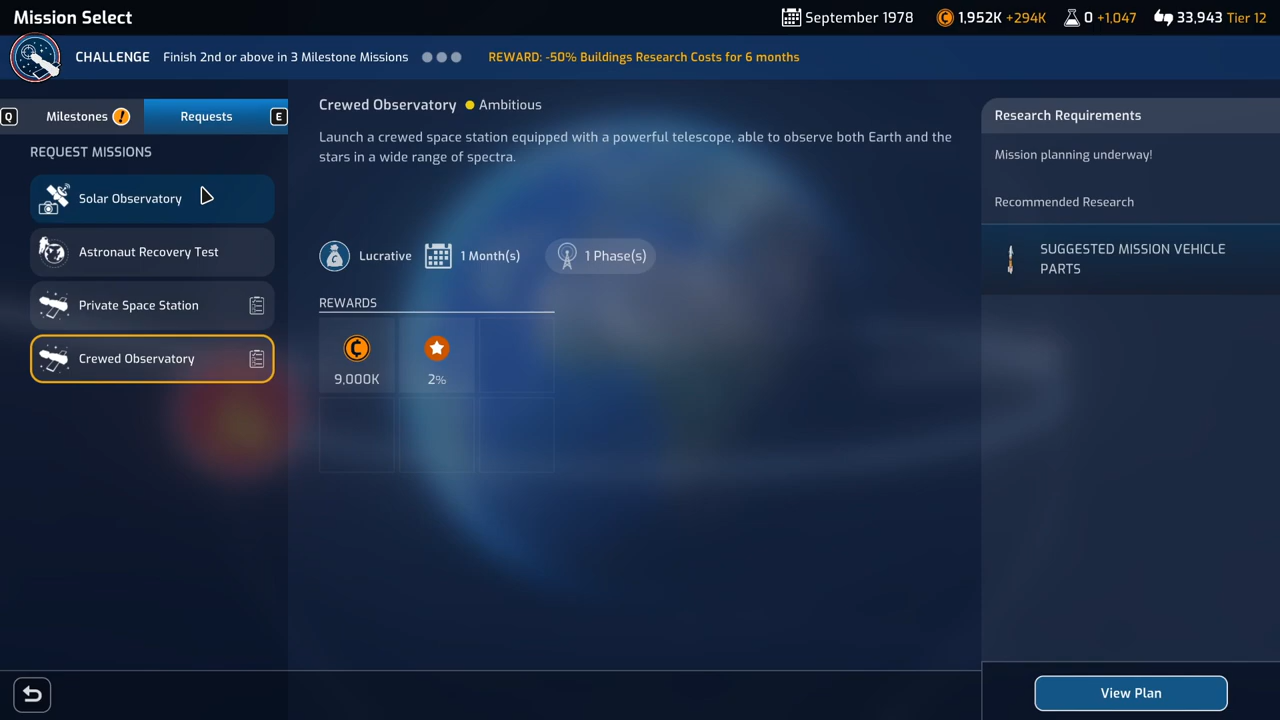 Mission Select
September 1978
1,952K +294K
0 +1,047
33,943 Tier 12
CHALLENGE Finish 2nd or above in 3 Milestone Missions
REWARD: -50% Buildings Research Costs for 6 months
Q
Milestones
Requests
E
REQUEST MISSIONS
Solar Observatory
Astronaut Recovery Test
Private Space Station
Crewed Observatory
Crewed Observatory
Ambitious
Launch a crewed space station equipped with a powerful telescope, able to observe both Earth and the
stars in a wide range of spectra.
Lucrative
1 Month(s)
1 Phase(s)
REWARDS
9,000K
2%
Research Requirements
Mission planning underway!
Recommended Research
SUGGESTED MISSION VEHICLE
PARTS
View Plan